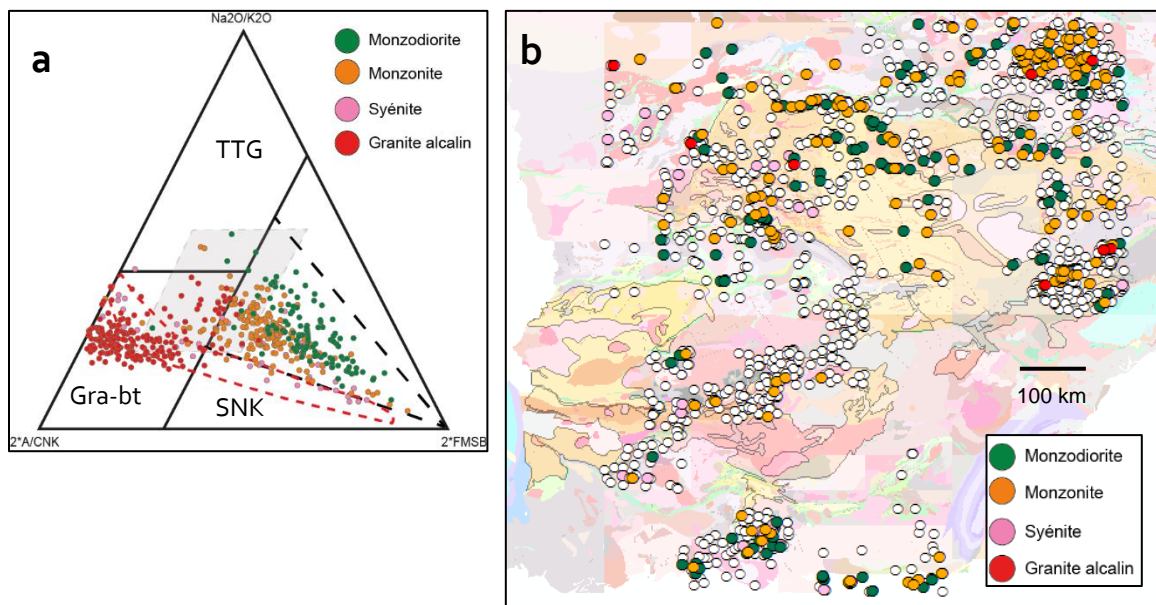 a
Na2O/K2O
Monzodiorite
Monzonite
Syénite
Granite alcalin
TTG
Gra-bt
SNK
2*A/CNK
2*FMSB
b
100 km
Monzodiorite
Monzonite
Syénite
Granite alcalin